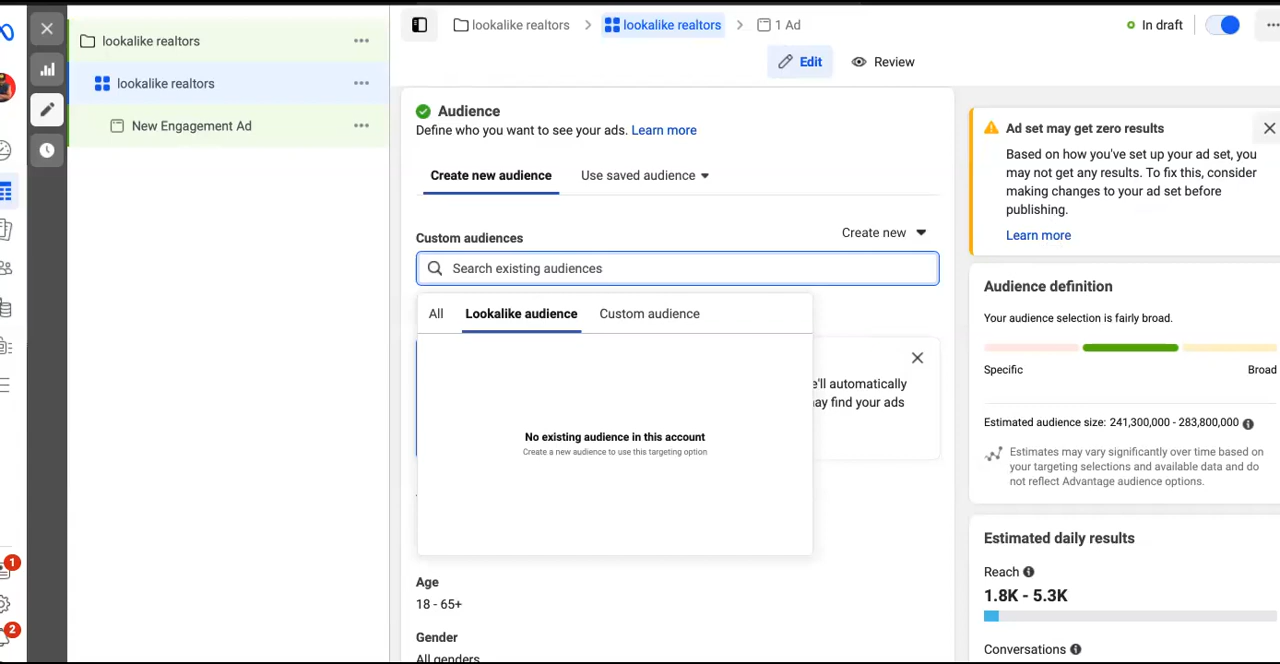 lookalike realtors
lookalike realtors
New Engagement Ad
lookalike realtors > lookalike realtors > 1 Ad
In draft
Edit
Review
Audience
Define who you want to see your ads. Learn more
Create new audience
Use saved audience
Custom audiences
Create new
Search existing audiences
All
Lookalike audience
Custom audience
'll automatically
ay find your ads
No existing audience in this account
Create a new audience to use this targeting option
Age
18 - 65+
Gender
All genders
Ad set may get zero results
Based on how you've set up your ad set, you
may not get any results. To fix this, consider
making changes to your ad set before
publishing.
Learn more
Audience definition
Your audience selection is fairly broad.
Specific
Broad
Estimated audience size: 241,300,000 - 283,800,000
Estimates may vary significantly over time based on
your targeting selections and available data and do
not reflect Advantage audience options.
Estimated daily results
Reach
1.8K - 5.3K
Conversations
1
2